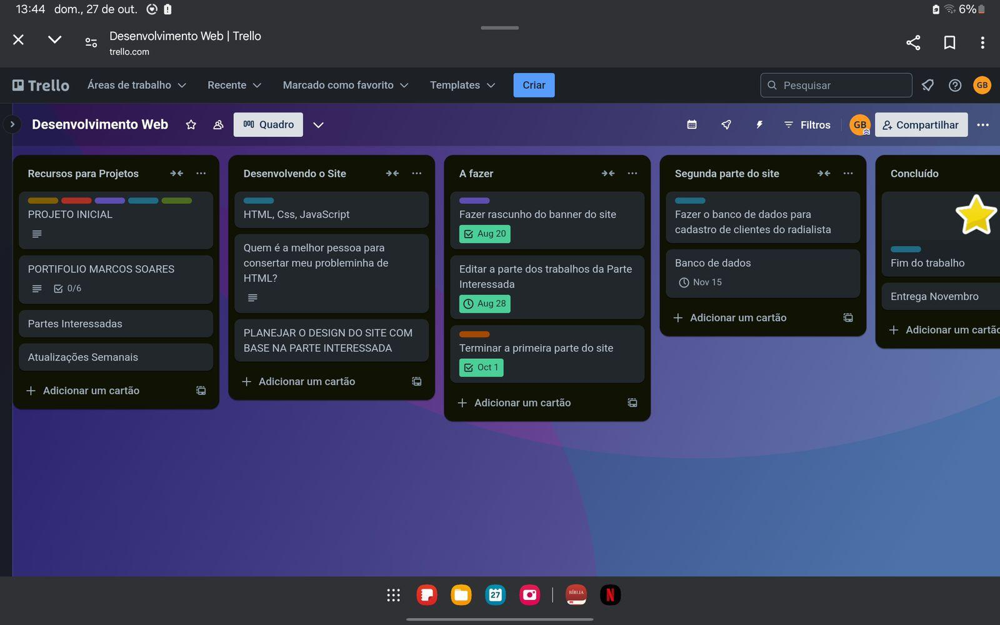 13:44 dom., 27 de out.
6%
Desenvolvimento Web | Trello
trello.com
Trello Áreas de trabalho Recente Marcado como favorito Templates Criar Pesquisar GB
Desenvolvimento Web Quadro Filtros GB Compartilhar
Recursos para Projetos
PROJETO INICIAL
PORTIFOLIO MARCOS SOARES
0/6
Partes Interessadas
Atualizações Semanais
Adicionar um cartão
Desenvolvendo o Site
HTML, Css, JavaScript
Quem é a melhor pessoa para
consertar meu probleminha de
HTML?
PLANEJAR O DESIGN DO SITE COM
BASE NA PARTE INTERESSADA
Adicionar um cartão
A fazer
Fazer rascunho do banner do site
Aug 20
Editar a parte dos trabalhos da Parte
Interessada
Aug 28
Terminar a primeira parte do site
Oct 1
Adicionar um cartão
Segunda parte do site
Fazer o banco de dados para
cadastro de clientes do radialista
Banco de dados
Nov 15
Adicionar um cartão
Concluído
Fim do trabalho
Entrega Novembro
Adicionar um cartão
27
BÍBLIA
N